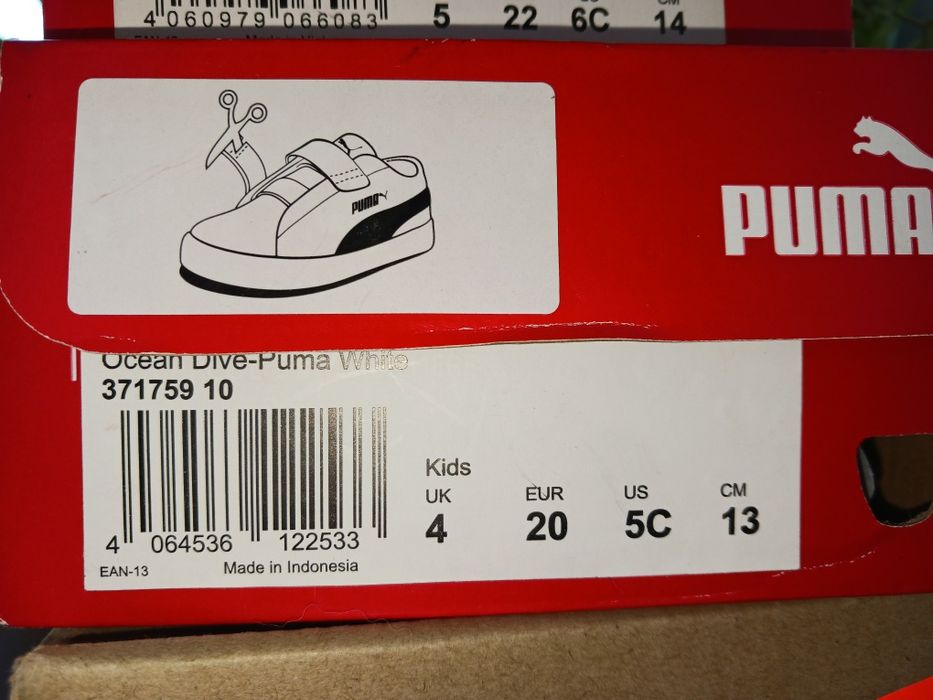 4 060979 066083 5 22 6C 14
PUMA
PUMA
Ocean Dive-Puma White
371759 10
4 064536 122533
EAN-13 Made in Indonesia
Kids
UK EUR US CM
4 20 5C 13